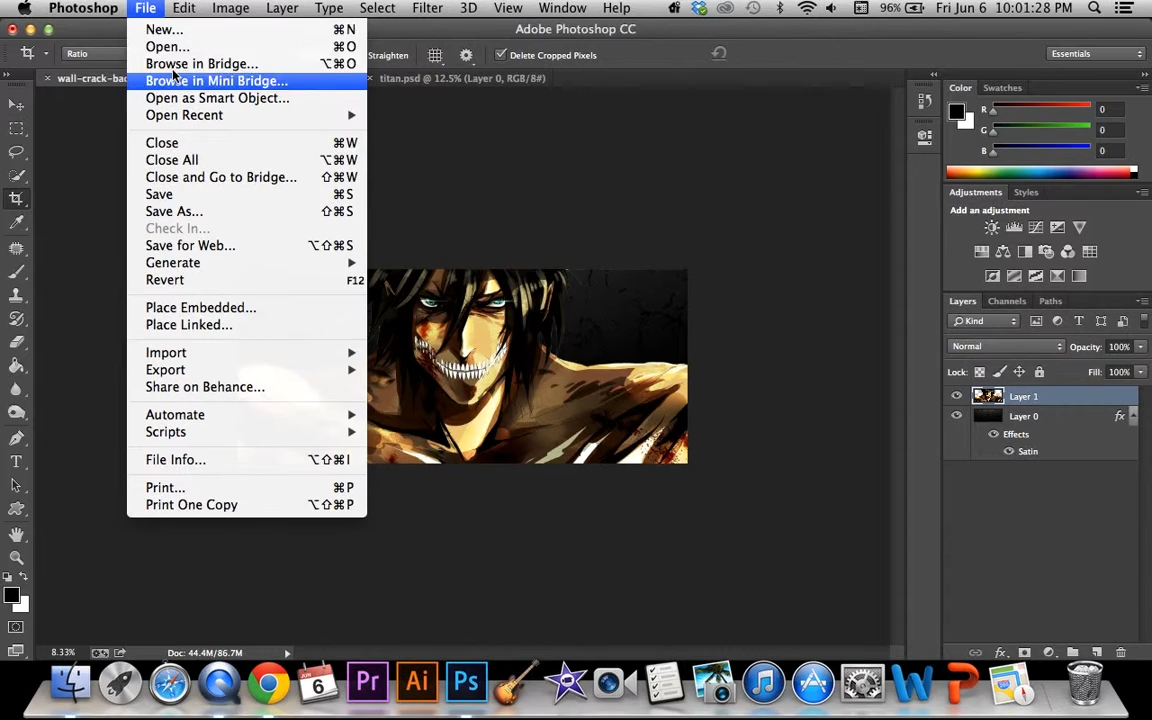 Photoshop File Edit Image Layer Type Select Filter 3D View Window Help 96% Fri Jun 6 10:01:28 PM
Adobe Photoshop CC
Ratio Straighten Delete Cropped Pixels Essentials
wall-crack-bac titan.psd @ 12.5% (Layer 0, RGB/8#)
New... ⌘N
Open... ⌘O
Browse in Bridge... ⌥⌘O
Browse in Mini Bridge...
Open as Smart Object...
Open Recent
Close ⌘W
Close All ⌥⌘W
Close and Go to Bridge... ⇧⌘W
Save ⌘S
Save As... ⇧⌘S
Check In...
Save for Web... ⌥⇧⌘S
Generate
Revert F12
Place Embedded...
Place Linked...
Import
Export
Share on Behance...
Automate
Scripts
File Info... ⌥⇧⌘I
Print... ⌘P
Print One Copy ⌥⇧⌘P
Color Swatches
R 0
G 0
B 0
Adjustments Styles
Add an adjustment
Layers Channels Paths
Kind
Normal Opacity: 100%
Lock: Fill: 100%
Layer 1
Layer 0 fx
Effects
Satin
8.33% Doc: 44.4M/86.7M
fx
JUN 6 Pr Ai Ps W P